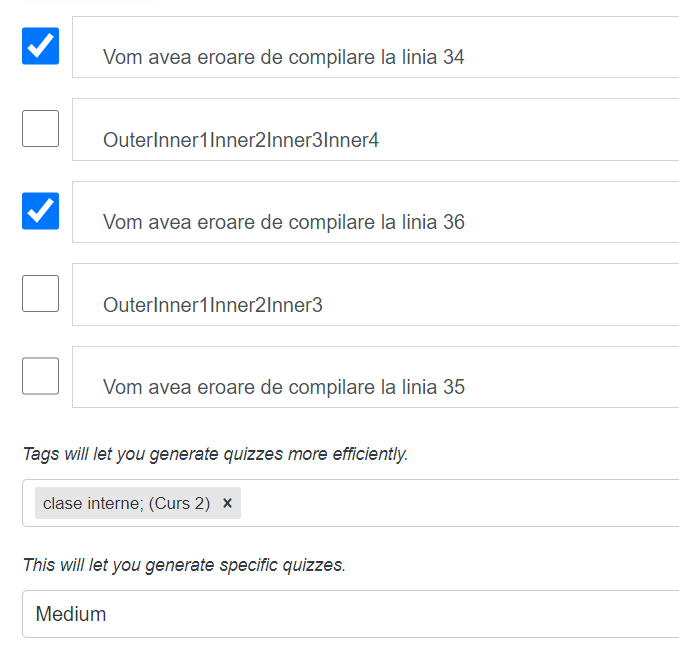 Vom avea eroare de compilare la linia 34
OuterInner1Inner2Inner3Inner4
Vom avea eroare de compilare la linia 36
OuterInner1Inner2Inner3
Vom avea eroare de compilare la linia 35
Tags will let you generate quizzes more efficiently.
clase interne; (Curs 2) ×
This will let you generate specific quizzes.
Medium